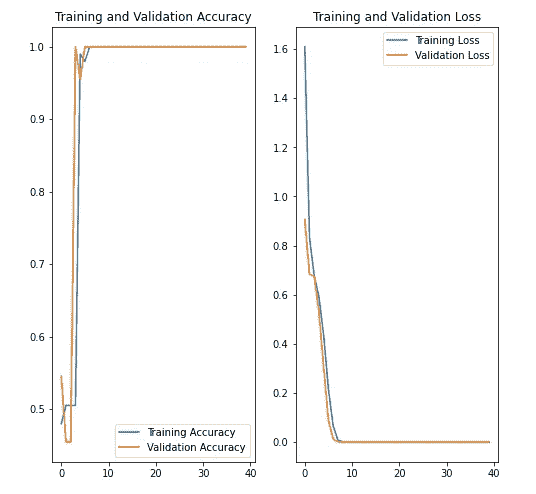 Training and Validation Accuracy
1.0
0.9
0.8
0.7
0.6
0.5
Training Accuracy
Validation Accuracy
0 10 20 30 40
Training and Validation Loss
1.6
1.4
1.2
1.0
0.8
0.6
0.4
0.2
0.0
Training Loss
Validation Loss
0 10 20 30 40